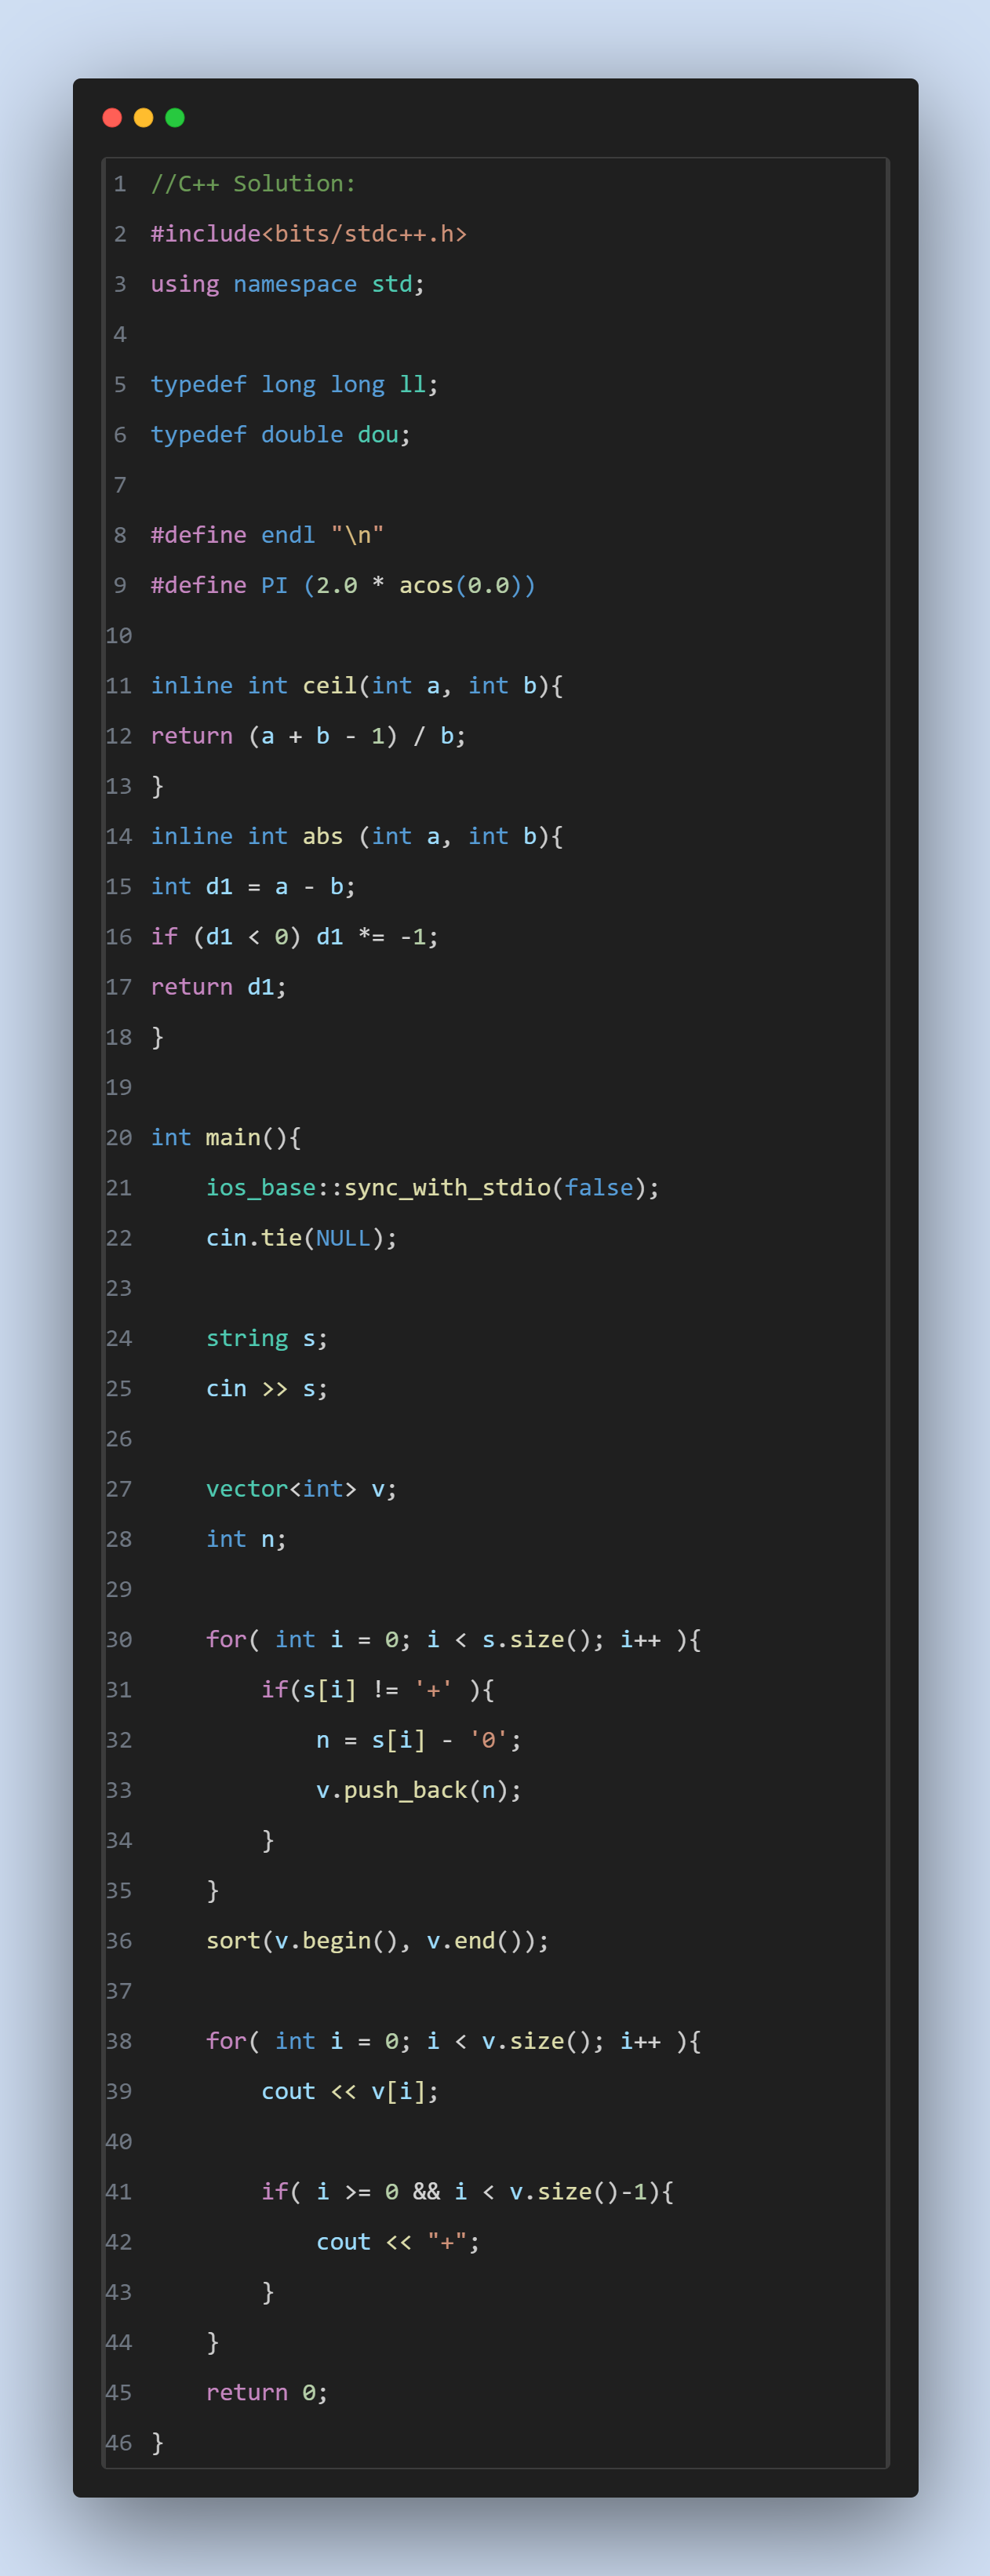 1 //C++ Solution:
2 #include<bits/stdc++.h>
3 using namespace std;
4
5 typedef long long ll;
6 typedef double dou;
7
8 #define endl "\n"
9 #define PI (2.0 * acos(0.0))
10
11 inline int ceil(int a, int b){
12 return (a + b - 1) / b;
13 }
14 inline int abs (int a, int b){
15 int d1 = a - b;
16 if (d1 < 0) d1 *= -1;
17 return d1;
18 }
19
20 int main(){
21     ios_base::sync_with_stdio(false);
22     cin.tie(NULL);
23
24     string s;
25     cin >> s;
26
27     vector<int> v;
28     int n;
29
30     for( int i = 0; i < s.size(); i++ ){
31         if(s[i] != '+' ){
32             n = s[i] - '0';
33             v.push_back(n);
34         }
35     }
36     sort(v.begin(), v.end());
37
38     for( int i = 0; i < v.size(); i++ ){
39         cout << v[i];
40
41         if( i >= 0 && i < v.size()-1){
42             cout << "+";
43         }
44     }
45     return 0;
46 }